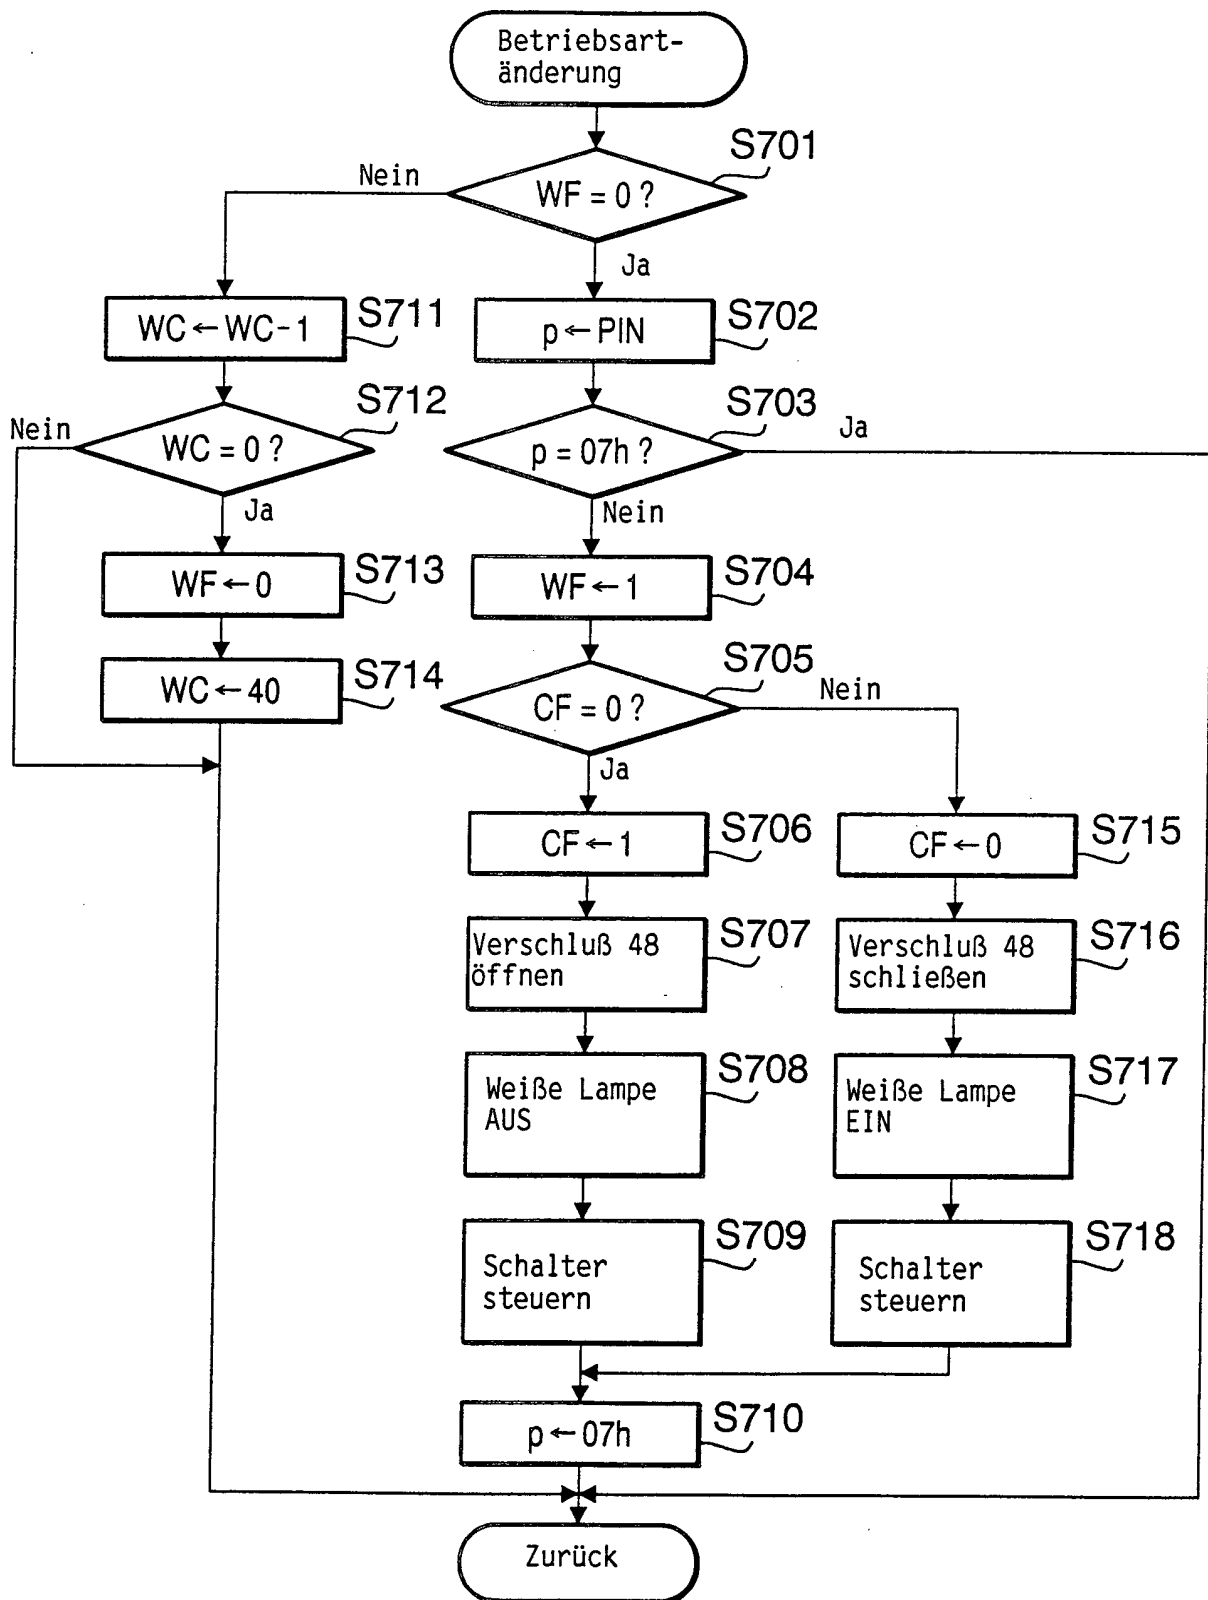 Betriebsart-
änderung
S701
Nein
WF = 0 ?
Ja
S711
WC ← WC - 1
S702
p ← PIN
S712
Nein
WC = 0 ?
S703
Ja
p = 07h ?
Ja
Nein
S713
WF ← 0
S704
WF ← 1
S714
WC ← 40
S705
Nein
CF = 0 ?
Ja
S706
CF ← 1
S715
CF ← 0
S707
Verschluß 48
öffnen
S716
Verschluß 48
schließen
S708
Weiße Lampe
AUS
S717
Weiße Lampe
EIN
S709
Schalter
steuern
S718
Schalter
steuern
S710
p ← 07h
Zurück